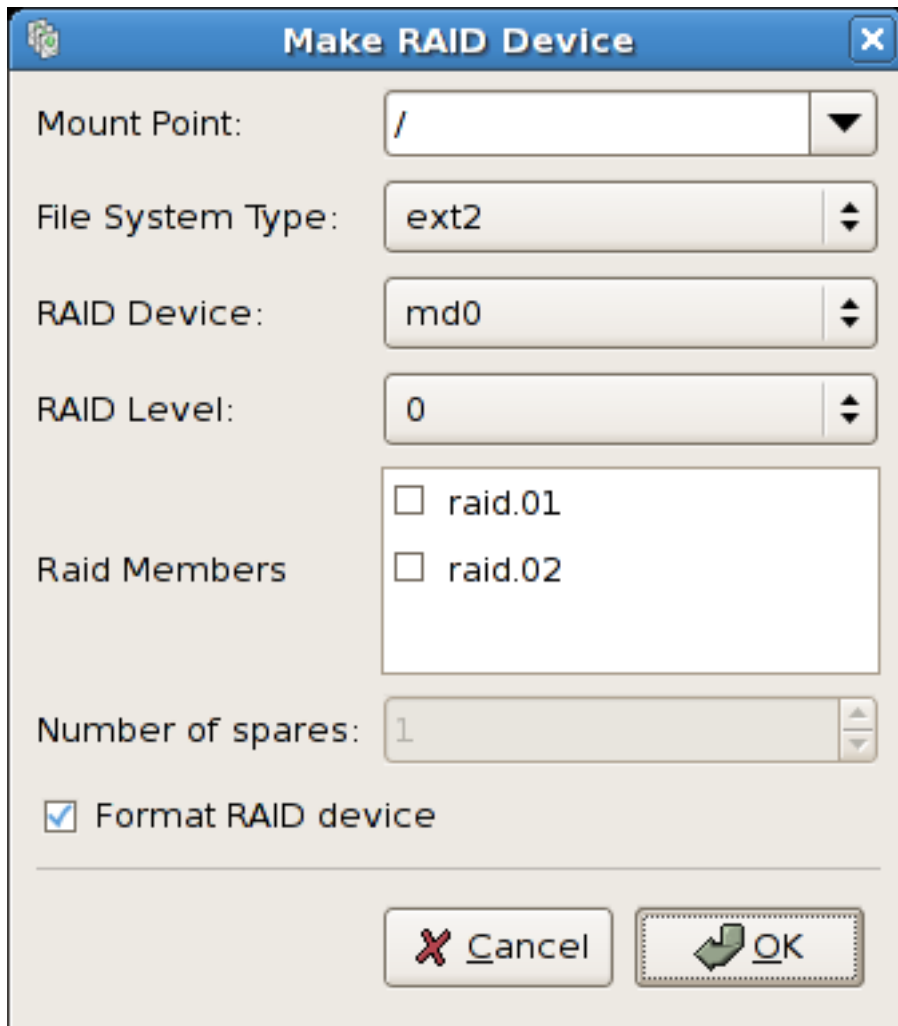 Make RAID Device
Mount Point: /
File System Type: ext2
RAID Device: md0
RAID Level: 0
raid.01
Raid Members raid.02
Number of spares: 1
Format RAID device
Cancel OK